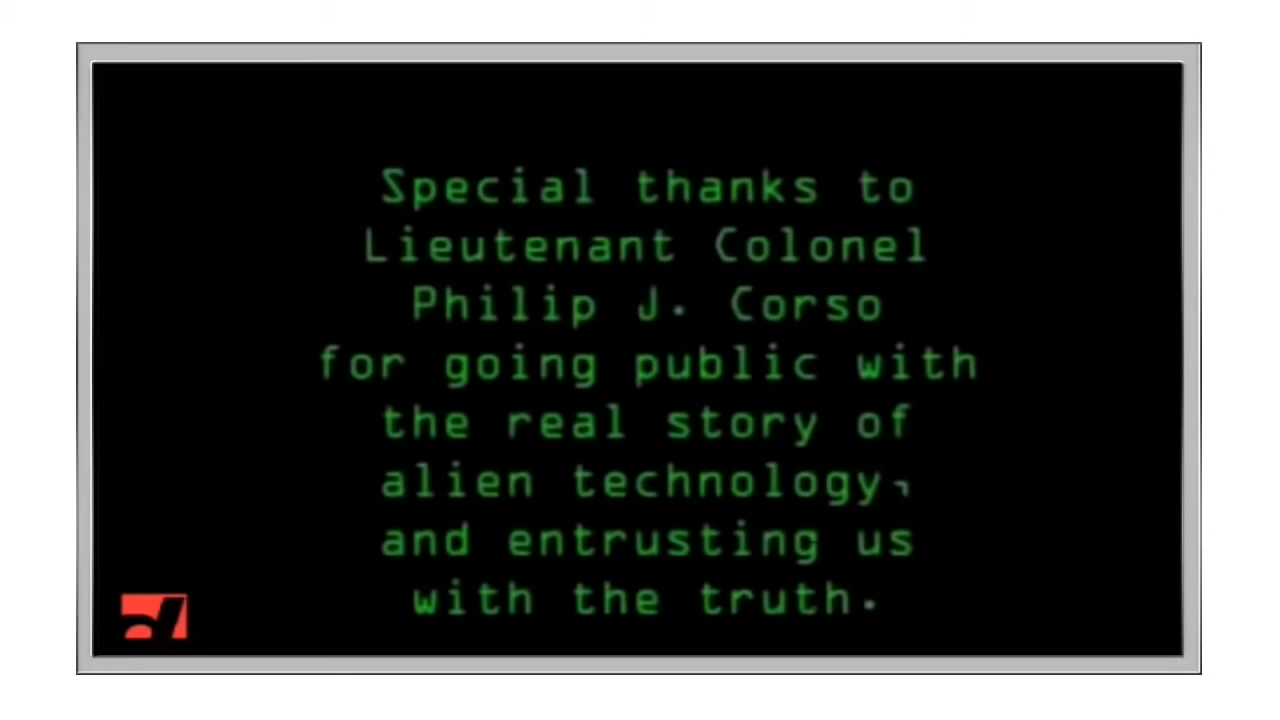 Special thanks to
Lieutenant Colonel
Philip J. Corso
for going public with
the real story of
alien technology,
and entrusting us
with the truth.